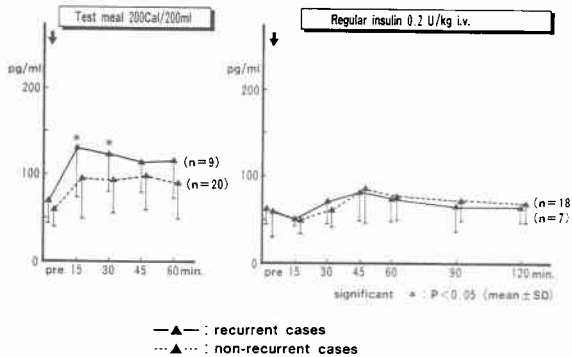 Test meal 200Cal/200ml
Regular insulin 0.2 U/kg i.v.
pg/ml
pg/ml
200
200
*
*
(n=9)
100
(n=20)
100
(n=18
(n=7)
0
0
pre. 15 30 45 60min.
pre 15 30 45 60 90 120 min.
significant * : P<0.05 (mean±SD)
—▲—▲— : recurrent cases
---▲---▲--- : non-recurrent cases